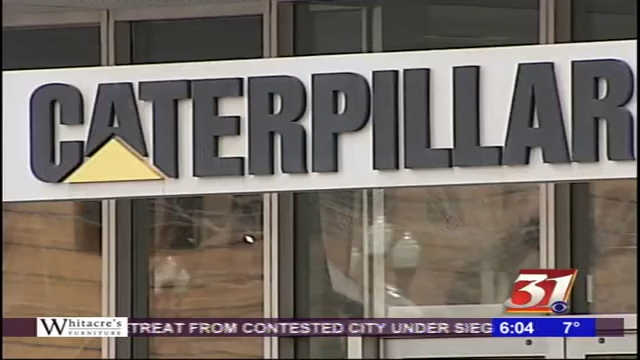 CATERPILLAR
31
Whitacre's
FURNITURE
TREAT FROM CONTESTED CITY UNDER SIEG
6:04 7°